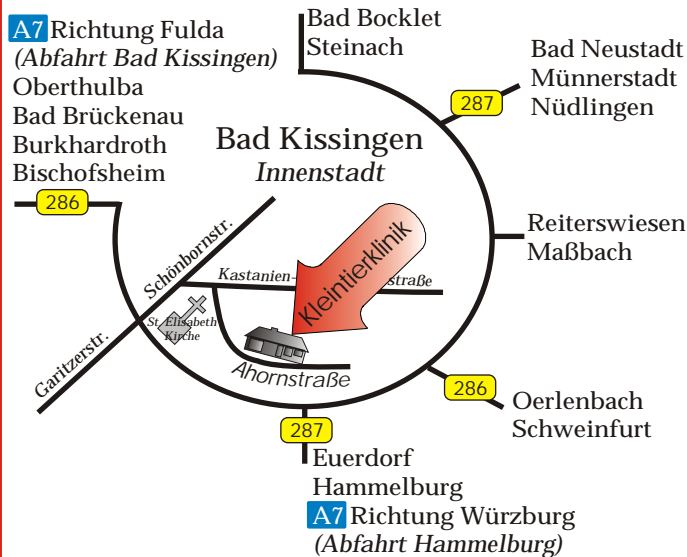 A7 Richtung Fulda
(Abfahrt Bad Kissingen)
Oberthulba
Bad Brückenau
Burkhardroth
Bischofsheim
286
Bad Bocklet
Steinach
Bad Neustadt
Münnerstadt
Nüdlingen
287
Bad Kissingen
Innenstadt
Reiterswiesen
Maßbach
Schönbornstr.
Garitzerstr.
Kastanien-
straße
Kleintierklinik
St. Elisabeth
Kirche
Ahornstraße
286
Oerlenbach
Schweinfurt
287
Euerdorf
Hammelburg
A7 Richtung Würzburg
(Abfahrt Hammelburg)